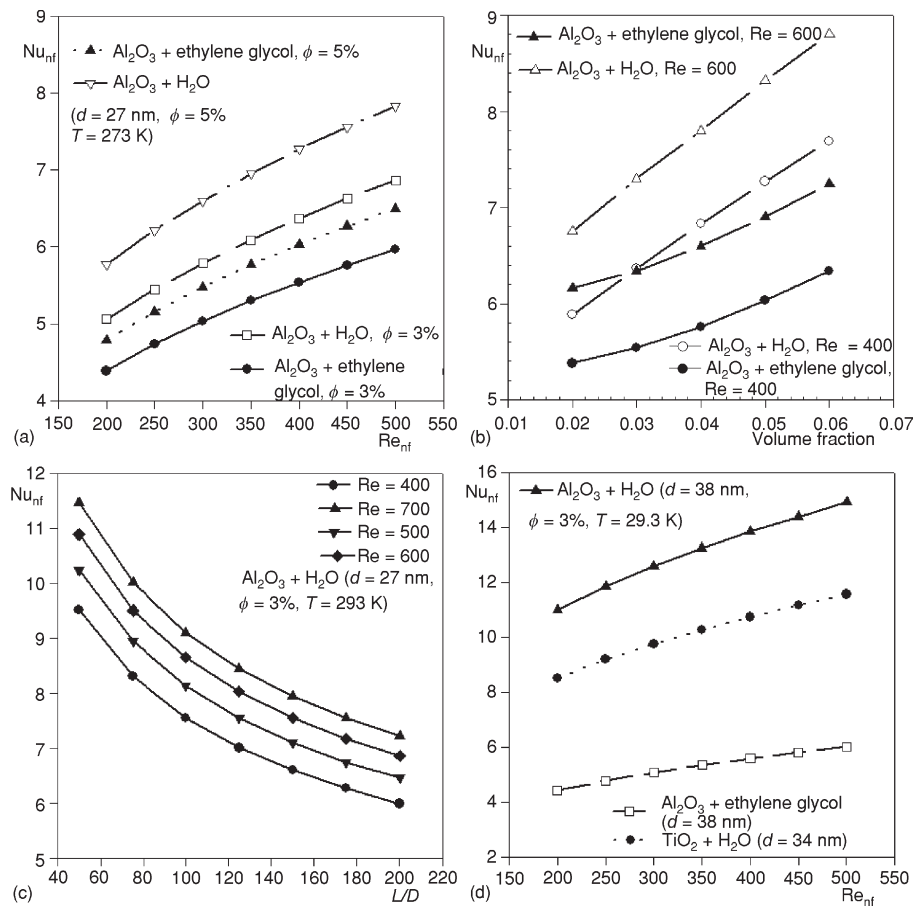 9
Nu_nf
8
7
6
5
4
Al₂O₃ + ethylene glycol, ϕ = 5%
Al₂O₃ + H₂O
(d = 27 nm, ϕ = 5%
T = 273 K)
Al₂O₃ + H₂O, ϕ = 3%
Al₂O₃ + ethylene
glycol, ϕ = 3%
150 200 250 300 350 400 450 500 550
(a)
Re_nf
9
Nu_nf
8
7
6
5
Al₂O₃ + ethylene glycol, Re = 600
Al₂O₃ + H₂O, Re = 600
Al₂O₃ + H₂O, Re = 400
Al₂O₃ + ethylene glycol,
Re = 400
0.01 0.02 0.03 0.04 0.05 0.06 0.07
(b)
Volume fraction
12
Nu_nf
11
10
9
8
7
6
5
Re = 400
Re = 700
Re = 500
Re = 600
Al₂O₃ + H₂O (d = 27 nm,
ϕ = 3%, T = 293 K)
40 60 80 100 120 140 160 180 200 220
(c)
L/D
16
Nu_nf
14
12
10
8
6
4
2
Al₂O₃ + H₂O (d = 38 nm,
ϕ = 3%, T = 29.3 K)
Al₂O₃ + ethylene glycol
(d = 38 nm)
TiO₂ + H₂O (d = 34 nm)
150 200 250 300 350 400 450 500 550
(d)
Re_nf